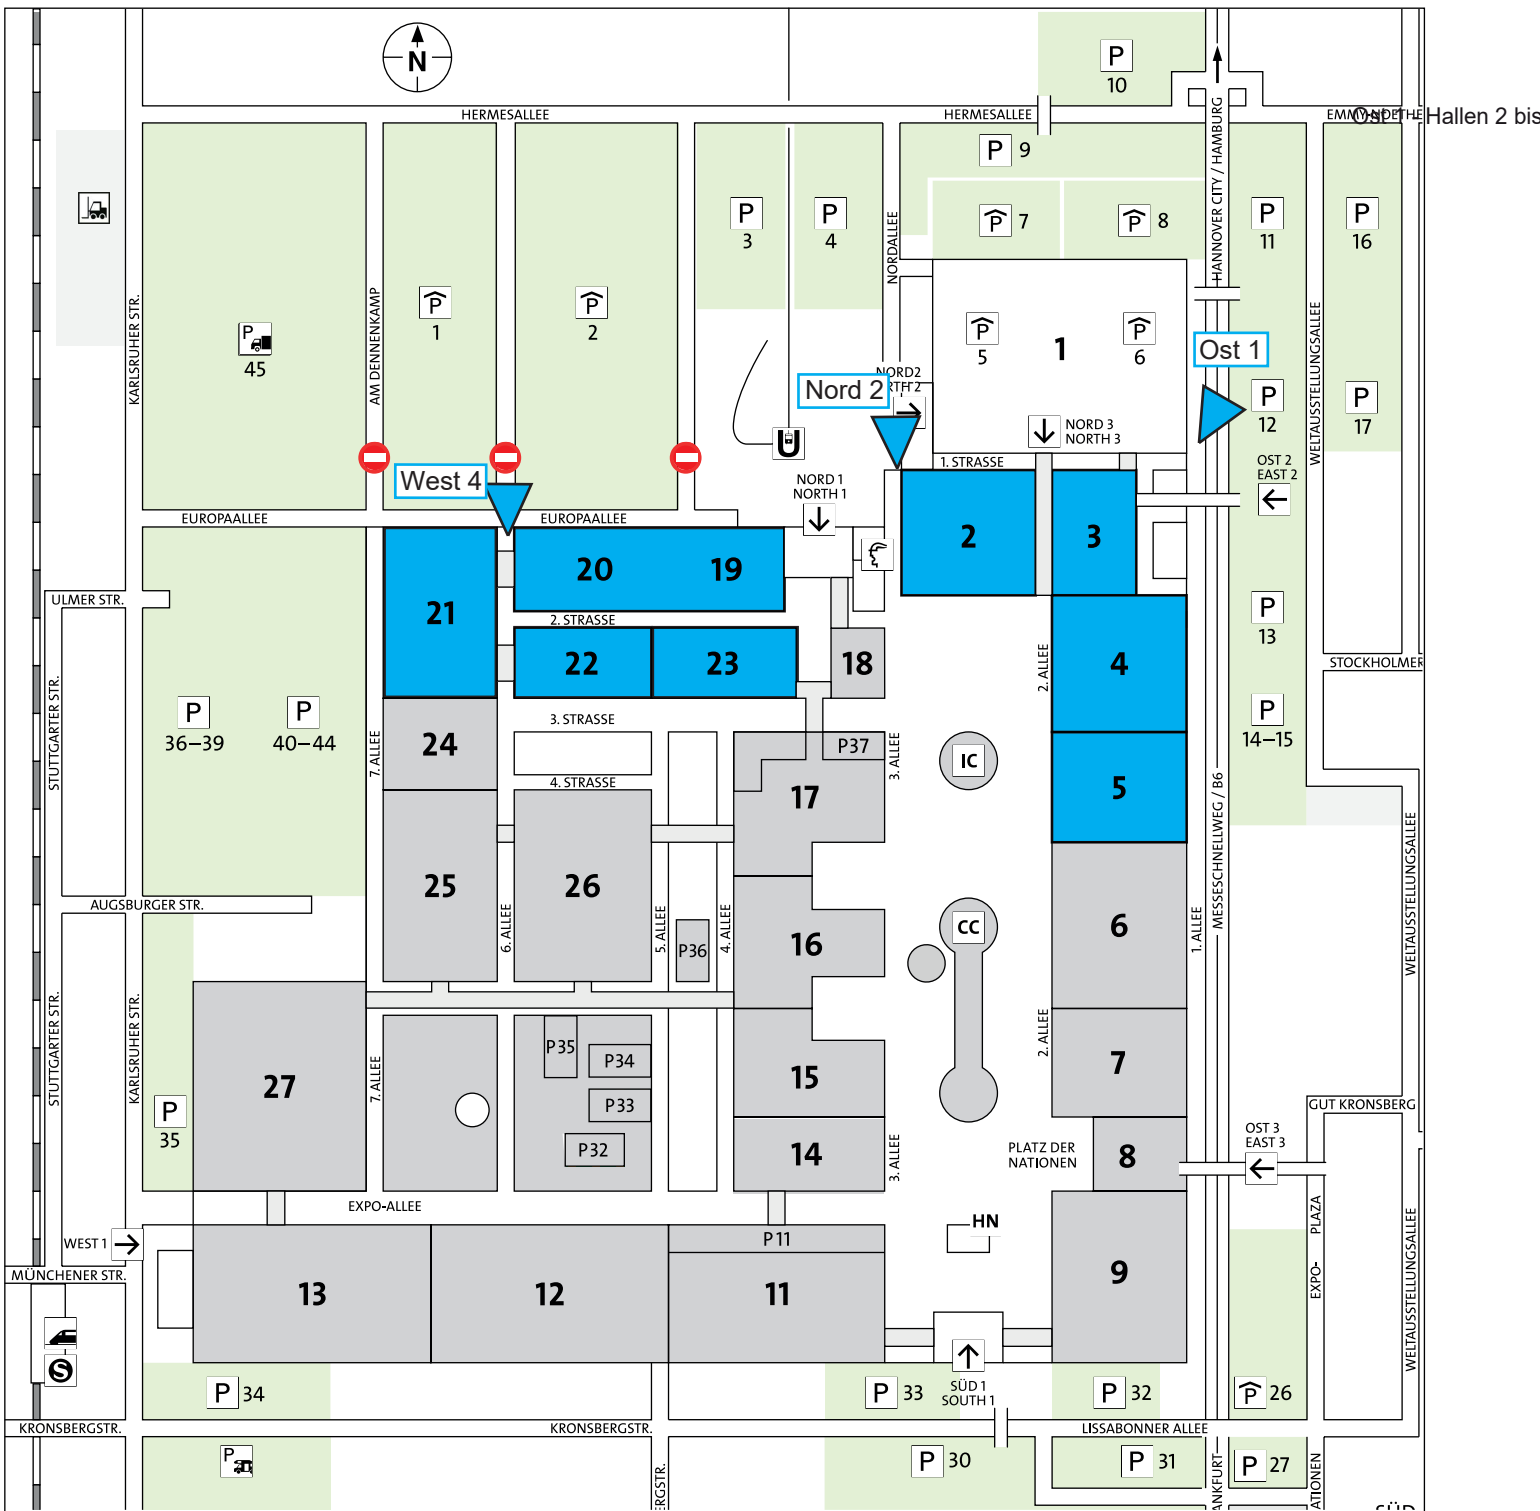 N
P
10
HERMESALLEE
HERMESALLEE
Ost 1 - Hallen 2 bis
P 9
P
3
P
4
P 7
P 8
P
11
P
16
HANNOVER CITY / HAMBURG
NORDALLEE
KARLSRUHER STR.
AM DENNENKAMP
WELTAUSSTELLUNGSALLEE
P
45
P
1
P
2
P
5
1
P
6
Ost 1
NORD2
Nord 2
P
12
P
17
NORD 3
NORTH 3
1. STRASSE
OST 2
EAST 2
West 4
NORD 1
NORTH 1
U
EUROPAALLEE
EUROPAALLEE
20
19
2
3
21
ULMER STR.
2. STRASSE
P
13
22
23
18
2. ALLEE
4
STOCKHOLMER
STUTTGARTER STR.
P
36–39
P
40–44
3. STRASSE
P
14–15
7. ALLEE
24
P37
3. ALLEE
IC
4. STRASSE
17
5
MESSESCHNELLWEG / B6
WELTAUSSTELLUNGSALLEE
25
26
AUGSBURGER STR.
6. ALLEE
5. ALLEE
P36
4. ALLEE
16
CC
6
1. ALLEE
STUTTGARTER STR.
KARLSRUHER STR.
2. ALLEE
P35
P34
P33
P32
27
7. ALLEE
15
7
P
35
GUT KRONSBERG
OST 3
EAST 3
14
3. ALLEE
PLATZ DER
NATIONEN
8
EXPO-ALLEE
EXPO- PLAZA
WELTAUSSTELLUNGSALLEE
WEST 1
P 11
HN
MÜNCHENER STR.
13
12
11
9
S
P 34
P 33
SÜD 1
SOUTH 1
P 32
P 26
KRONSBERGSTR.
KRONSBERGSTR.
LISSABONNER ALLEE
P
P 30
P 31
P 27